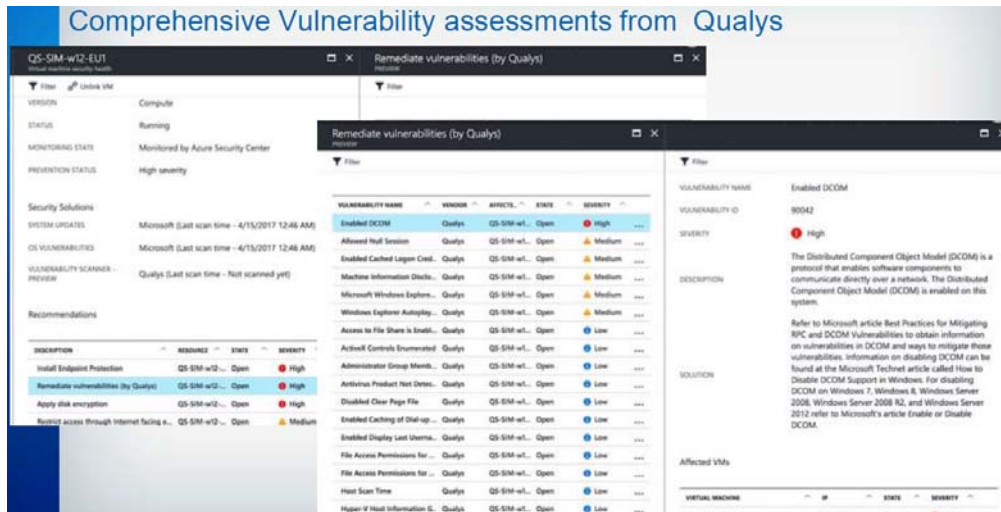 Comprehensive Vulnerability assessments from Qualys
QS-SIM-w12-EU1
Virtual machine security health
Filter Unlink VM
VERSION Compute
STATUS Running
MONITORING STATE Monitored by Azure Security Center
PREVENTION STATUS High severity
Security Solutions
SYSTEM UPDATES Microsoft (Last scan time - 4/15/2017 12:46 AM)
OS VULNERABILITIES Microsoft (Last scan time - 4/15/2017 12:46 AM)
VULNERABILITY SCANNER -
PREVIEW
Qualys (Last scan time - Not scanned yet)
Recommendations
DESCRIPTION RESOURCE STATE SEVERITY
Install Endpoint Protection QS-SIM-w12-... Open High
Remediate vulnerabilities (by Qualys) QS-SIM-w12-... Open High
Apply disk encryption QS-SIM-w12-... Open High
Restrict access through Internet facing e... QS-SIM-w12-... Open Medium
Remediate vulnerabilities (by Qualys)
PREVIEW
Filter
Remediate vulnerabilities (by Qualys)
PREVIEW
Filter
VULNERABILITY NAME VENDOR AFFECTE... STATE SEVERITY
Enabled DCOM Qualys QS-SIM-w1... Open High ...
Allowed Null Session Qualys QS-SIM-w1... Open Medium ...
Enabled Cached Logon Cred... Qualys QS-SIM-w1... Open Medium ...
Machine Information Disclo... Qualys QS-SIM-w1... Open Medium ...
Microsoft Windows Explore... Qualys QS-SIM-w1... Open Medium ...
Windows Explorer Autoplay... Qualys QS-SIM-w1... Open Medium ...
Access to File Share is Enabl... Qualys QS-SIM-w1... Open Low ...
ActiveX Controls Enumerated Qualys QS-SIM-w1... Open Low ...
Administrator Group Memb... Qualys QS-SIM-w1... Open Low ...
Antivirus Product Not Detec... Qualys QS-SIM-w1... Open Low ...
Disabled Clear Page File Qualys QS-SIM-w1... Open Low ...
Enabled Caching of Dial-up ... Qualys QS-SIM-w1... Open Low ...
Enabled Display Last Userna... Qualys QS-SIM-w1... Open Low ...
File Access Permissions for ... Qualys QS-SIM-w1... Open Low ...
File Access Permissions for ... Qualys QS-SIM-w1... Open Low ...
Host Scan Time Qualys QS-SIM-w1... Open Low ...
Hyper-V Host Information G... Qualys QS-SIM-w1... Open Low ...
Filter
VULNERABILITY NAME Enabled DCOM
VULNERABILITY ID 90042
SEVERITY High
DESCRIPTION
The Distributed Component Object Model (DCOM) is a
protocol that enables software components to
communicate directly over a network. The Distributed
Component Object Model (DCOM) is enabled on this
system.
SOLUTION
Refer to Microsoft article Best Practices for Mitigating
RPC and DCOM Vulnerabilities to obtain information
on vulnerabilities in DCOM and ways to mitigate those
vulnerabilities. Information on disabling DCOM can be
found at the Microsoft Technet article called How to
Disable DCOM Support in Windows. For disabling
DCOM on Windows 7, Windows 8, Windows Server
2008, Windows Server 2008 R2, and Windows Server
2012 refer to Microsoft's article Enable or Disable
DCOM.
Affected VMs
VIRTUAL MACHINE IP STATE SEVERITY